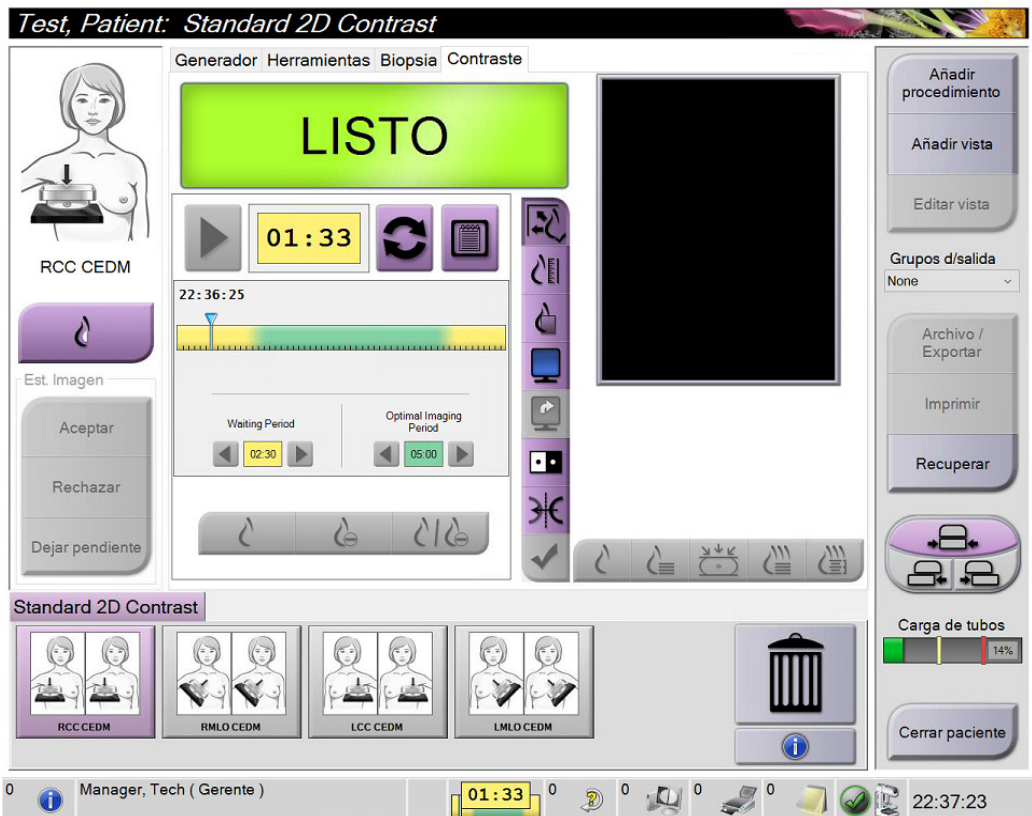 Test, Patient: Standard 2D Contrast
Generador Herramientas Biopsia Contraste
LISTO
RCC CEDM
01:33
22:36:25
Waiting Period
02:30
Optimal Imaging
Period
05:00
Est. Imagen
Aceptar
Rechazar
Dejar pendiente
Añadir
procedimiento
Añadir vista
Editar vista
Grupos d/salida
None
Archivo /
Exportar
Imprimir
Recuperar
Carga de tubos
14%
Cerrar paciente
Standard 2D Contrast
RCC CEDM
RMLO CEDM
LCC CEDM
LMLO CEDM
0
Manager, Tech ( Gerente )
01:33
0
0
0
0
22:37:23